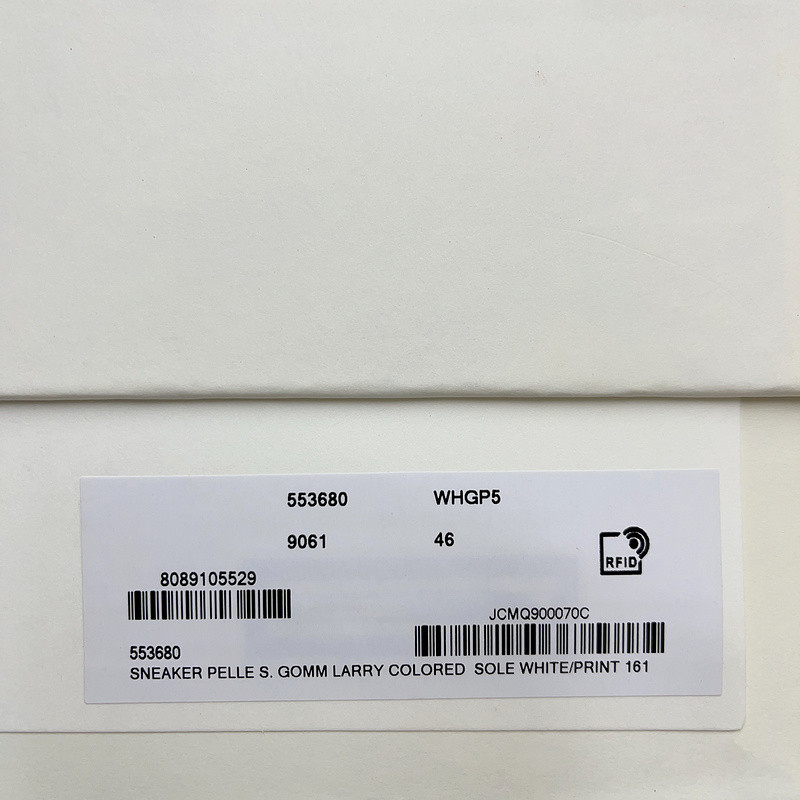 553680 WHGP5
9061 46
RFID
8089105529
JCMQ900070C
553680
SNEAKER PELLE S. GOMM LARRY COLORED SOLE WHITE/PRINT 161